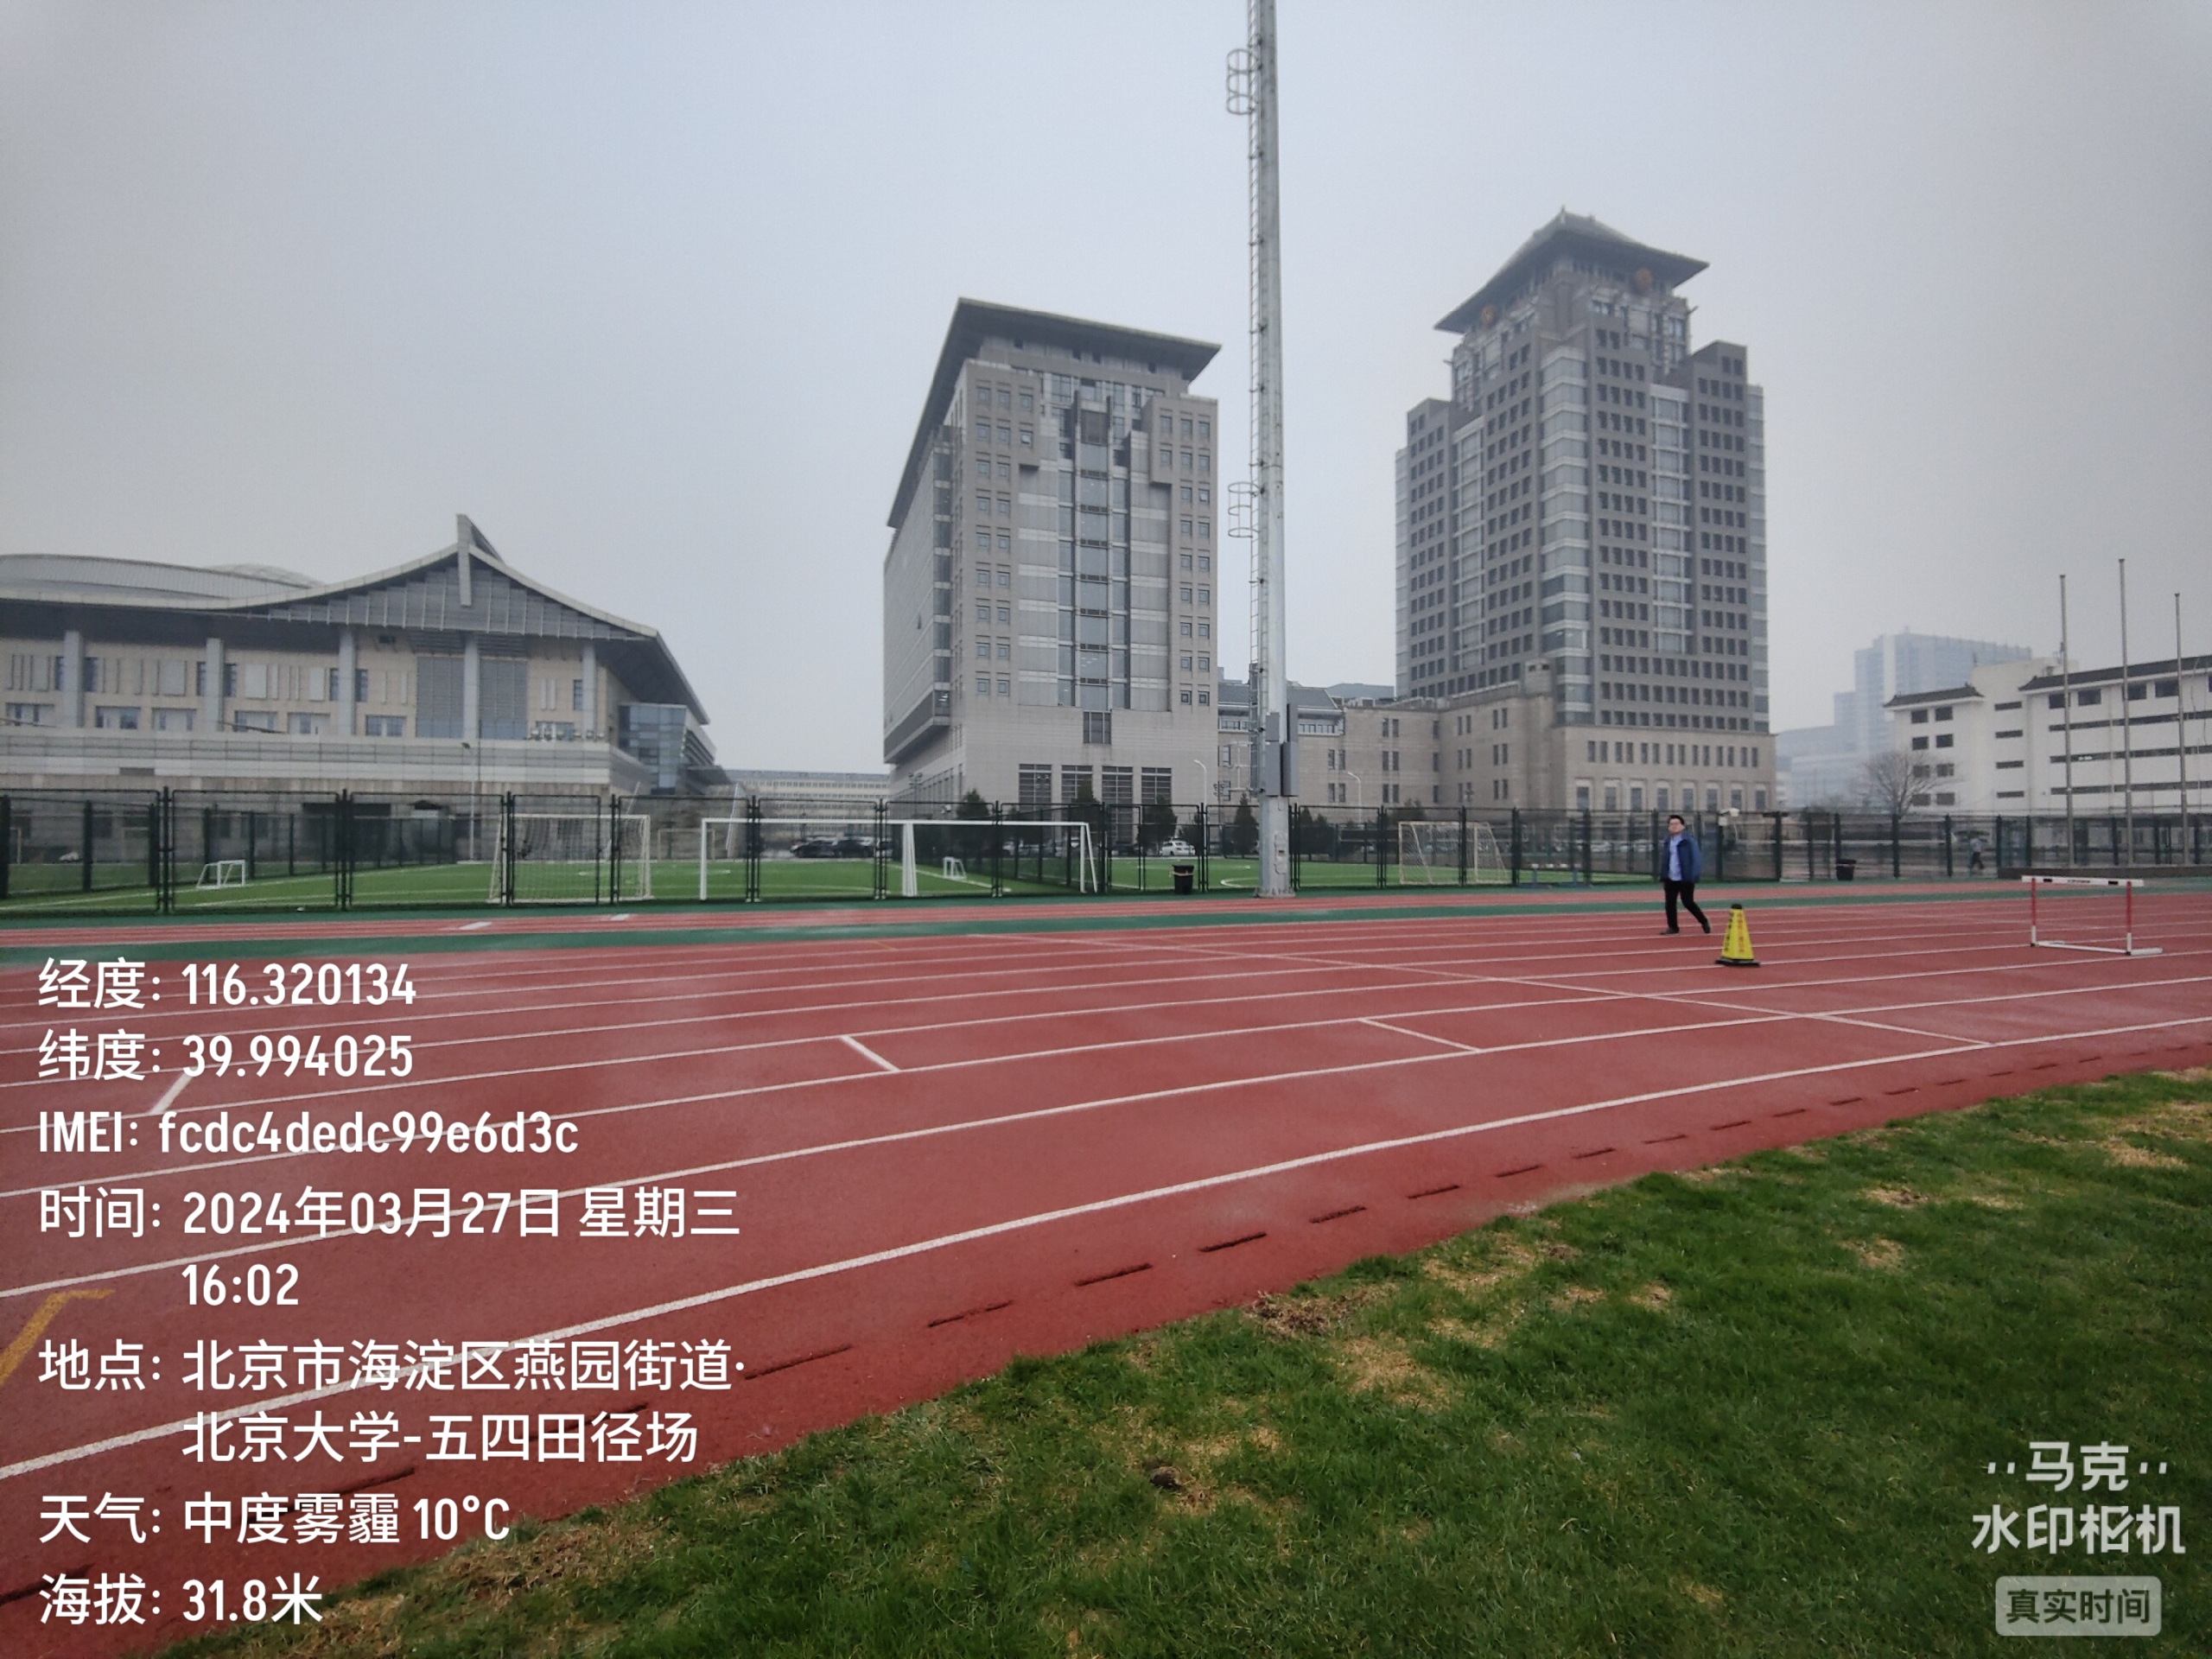 经度: 116.320134
纬度: 39.994025
IMEI: fcdc4dedc99e6d3c
时间: 2024年03月27日 星期三
16:02
地点: 北京市海淀区燕园街道·
北京大学-五四田径场
天气: 中度雾霾 10°C
海拔: 31.8米
马克
水印相机
真实时间